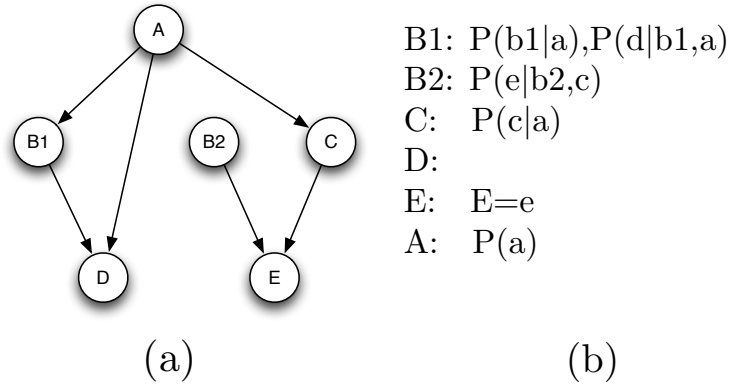 A
B1
B2
C
D
E
(a)
B1: P(b1|a),P(d|b1,a)
B2: P(e|b2,c)
C: P(c|a)
D:
E: E=e
A: P(a)
(b)